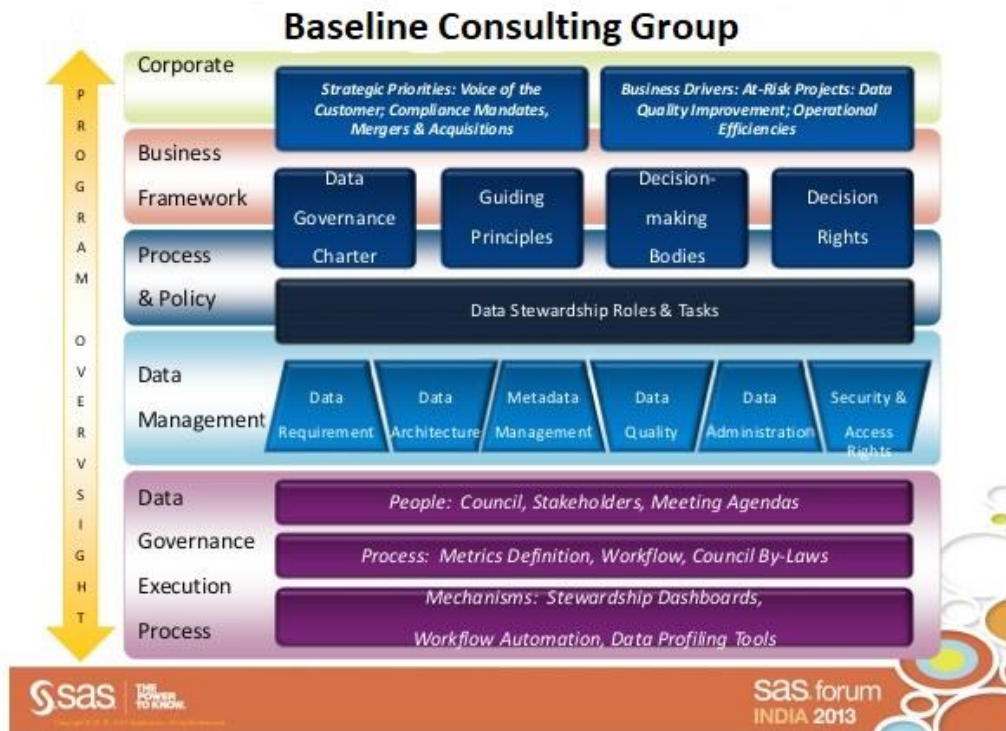 Baseline Consulting Group
PROGRAM OVERVSIGHT
Corporate
Strategic Priorities: Voice of the
Customer; Compliance Mandates,
Mergers & Acquisitions
Business Drivers: At-Risk Projects: Data
Quality Improvement; Operational
Efficiencies
Business
Framework
Data
Governance
Charter
Guiding
Principles
Decision-
making
Bodies
Decision
Rights
Process
& Policy
Data Stewardship Roles & Tasks
Data
Management
Data
Requirement
Data
Architecture
Metadata
Management
Data
Quality
Data
Administration
Security &
Access
Rights
Data
Governance
Execution
Process
People: Council, Stakeholders, Meeting Agendas
Process: Metrics Definition, Workflow, Council By-Laws
Mechanisms: Stewardship Dashboards,
Workflow Automation, Data Profiling Tools
sas
THE
POWER
TO KNOW.
sas forum
INDIA 2013